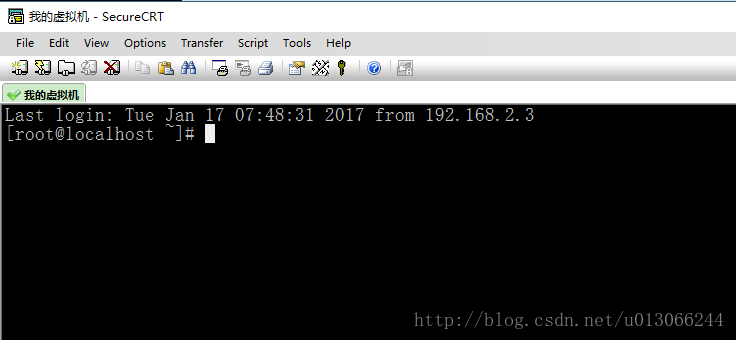 我的虚拟机 - SecureCRT
File Edit View Options Transfer Script Tools Help
我的虚拟机
Last login: Tue Jan 17 07:48:31 2017 from 192.168.2.3
[root@localhost ~]#
http://blog.csdn.net/u013066244